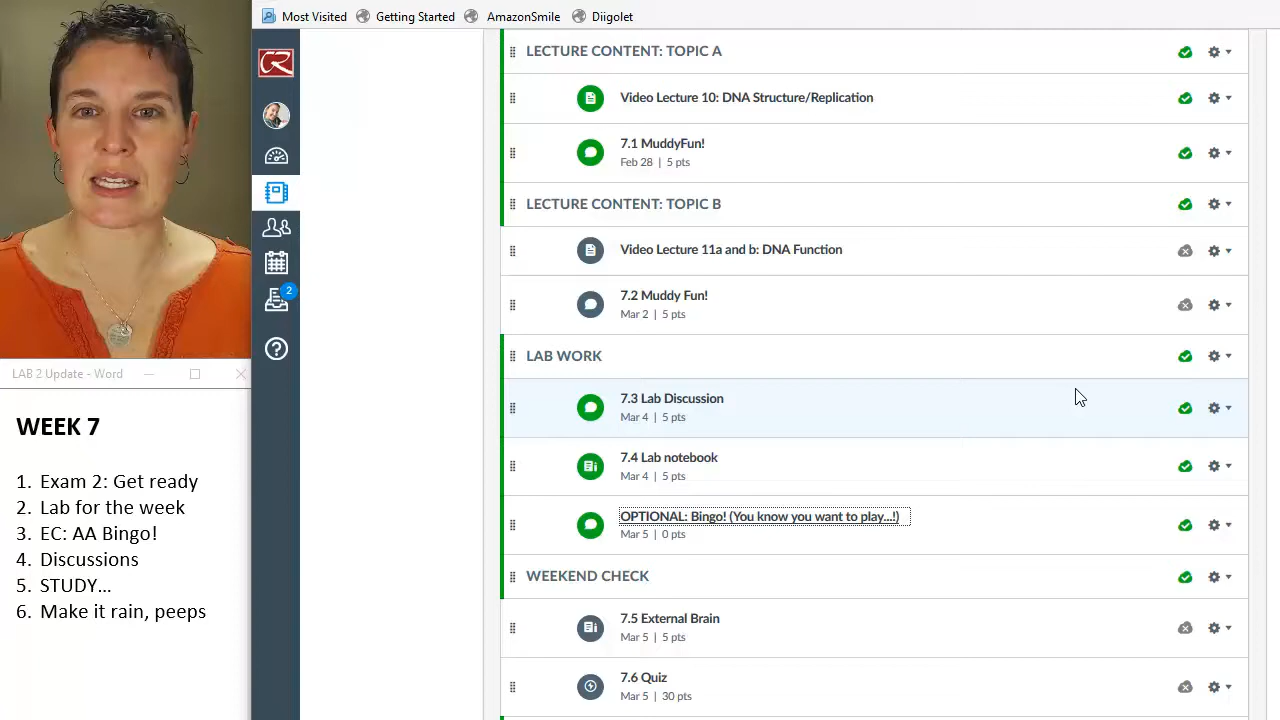 Most Visited Getting Started AmazonSmile Diigolet
LECTURE CONTENT: TOPIC A
Video Lecture 10: DNA Structure/Replication
7.1 MuddyFun!
Feb 28 | 5 pts
LECTURE CONTENT: TOPIC B
Video Lecture 11a and b: DNA Function
7.2 Muddy Fun!
Mar 2 | 5 pts
LAB WORK
7.3 Lab Discussion
Mar 4 | 5 pts
7.4 Lab notebook
Mar 4 | 5 pts
OPTIONAL: Bingo! (You know you want to play...!)
Mar 5 | 0 pts
WEEKEND CHECK
7.5 External Brain
Mar 5 | 5 pts
7.6 Quiz
Mar 5 | 30 pts
2
LAB 2 Update - Word
WEEK 7
1. Exam 2: Get ready
2. Lab for the week
3. EC: AA Bingo!
4. Discussions
5. STUDY...
6. Make it rain, peeps